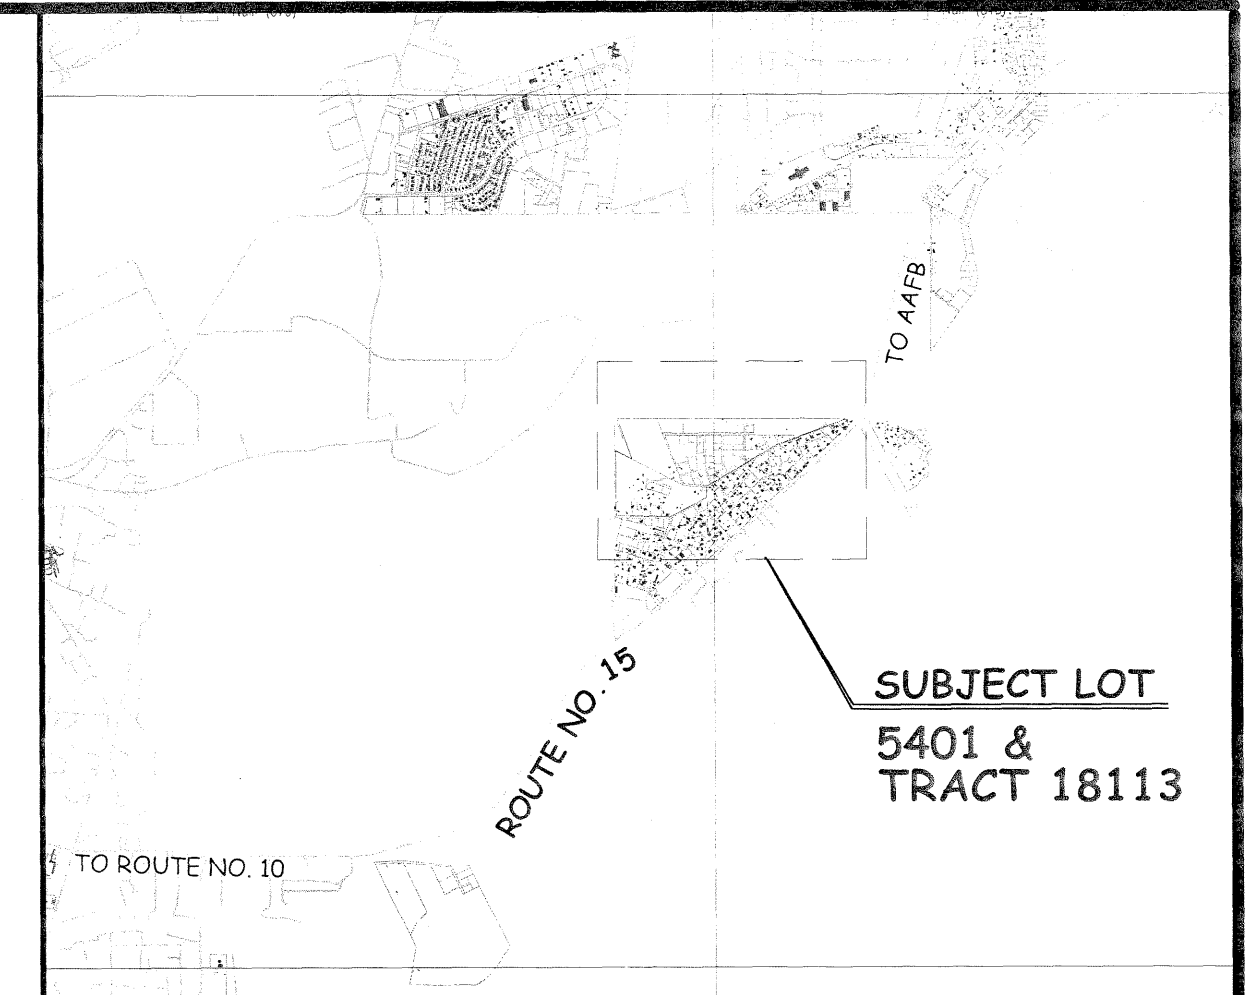 TO AAFB
ROUTE NO. 15
SUBJECT LOT
5401 &
TRACT 18113
TO ROUTE NO. 10